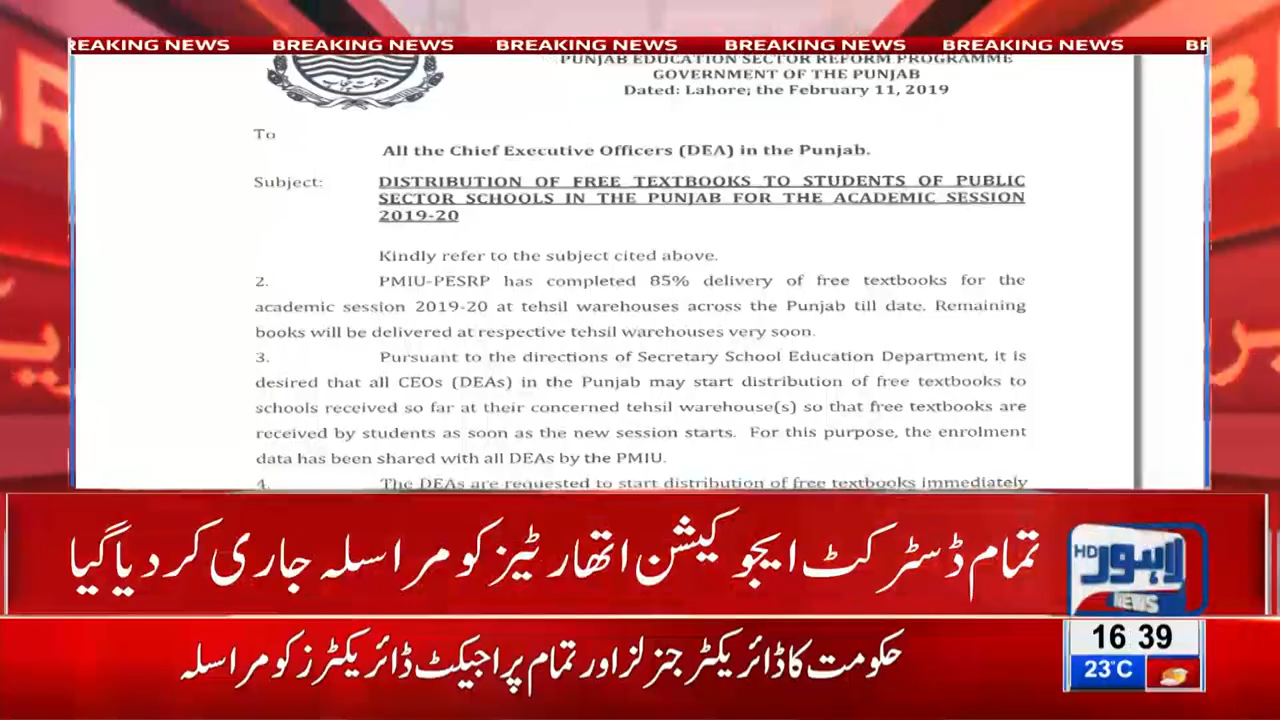 BREAKING NEWS BREAKING NEWS BREAKING NEWS BREAKING NEWS BREAKING NEWS
PUNJAB EDUCATION SECTOR REFORM PROGRAMME
GOVERNMENT OF THE PUNJAB
Dated: Lahore; the February 11, 2019
To
All the Chief Executive Officers (DEA) in the Punjab.
Subject: DISTRIBUTION OF FREE TEXTBOOKS TO STUDENTS OF PUBLIC
SECTOR SCHOOLS IN THE PUNJAB FOR THE ACADEMIC SESSION
2019-20
Kindly refer to the subject cited above.
2. PMIU-PESRP has completed 85% delivery of free textbooks for the
academic session 2019-20 at tehsil warehouses across the Punjab till date. Remaining
books will be delivered at respective tehsil warehouses very soon.
3. Pursuant to the directions of Secretary School Education Department, it is
desired that all CEOs (DEAs) in the Punjab may start distribution of free textbooks to
schools received so far at their concerned tehsil warehouse(s) so that free textbooks are
received by students as soon as the new session starts. For this purpose, the enrolment
data has been shared with all DEAs by the PMIU.
4. The DEAs are requested to start distribution of free textbooks immediately
تمام ڈسٹرکٹ ایجوکیشن اتھارٹیز کو مراسلہ جاری کر دیا گیا
لاہور HD
NEWS
حکومت کا ڈائریکٹر جنرلز اور تمام پراجیکٹ ڈائریکٹرز کو مراسلہ
16 39
23°C